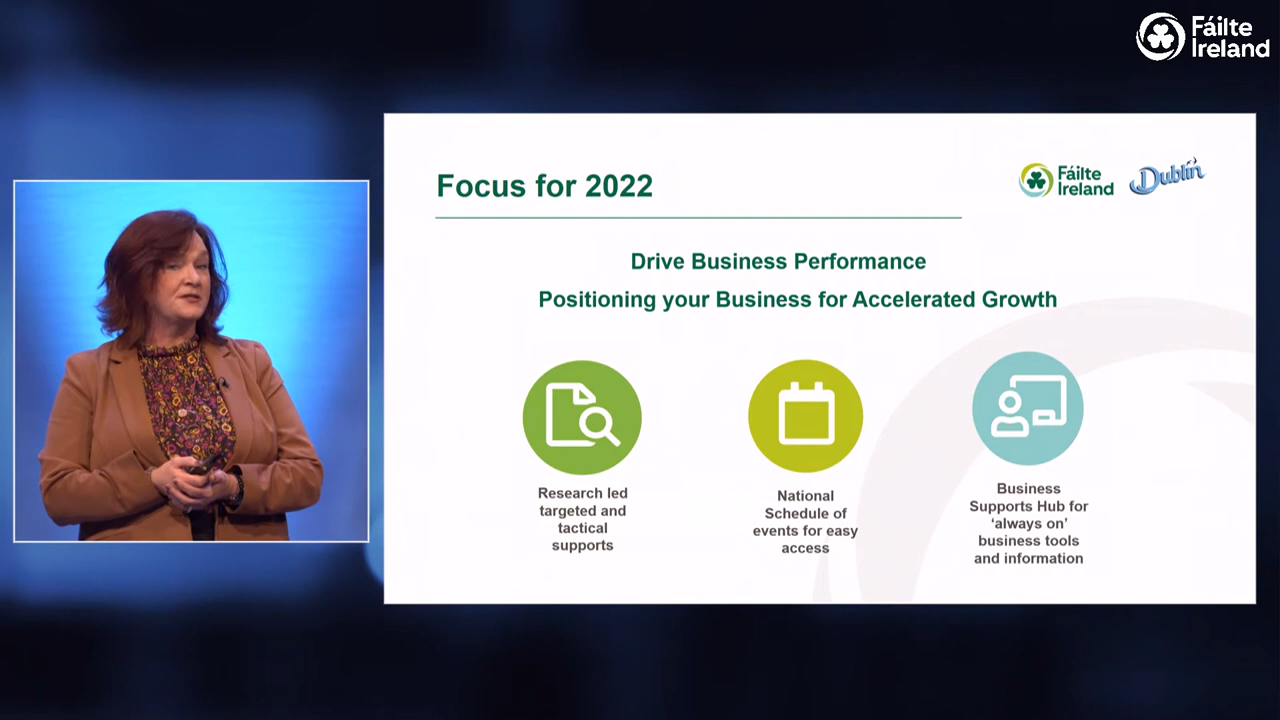 Fáilte
Ireland
Focus for 2022
Fáilte
Ireland
Dublin
Drive Business Performance
Positioning your Business for Accelerated Growth
Research led
targeted and
tactical
supports
National
Schedule of
events for easy
access
Business
Supports Hub for
‘always on’
business tools
and information